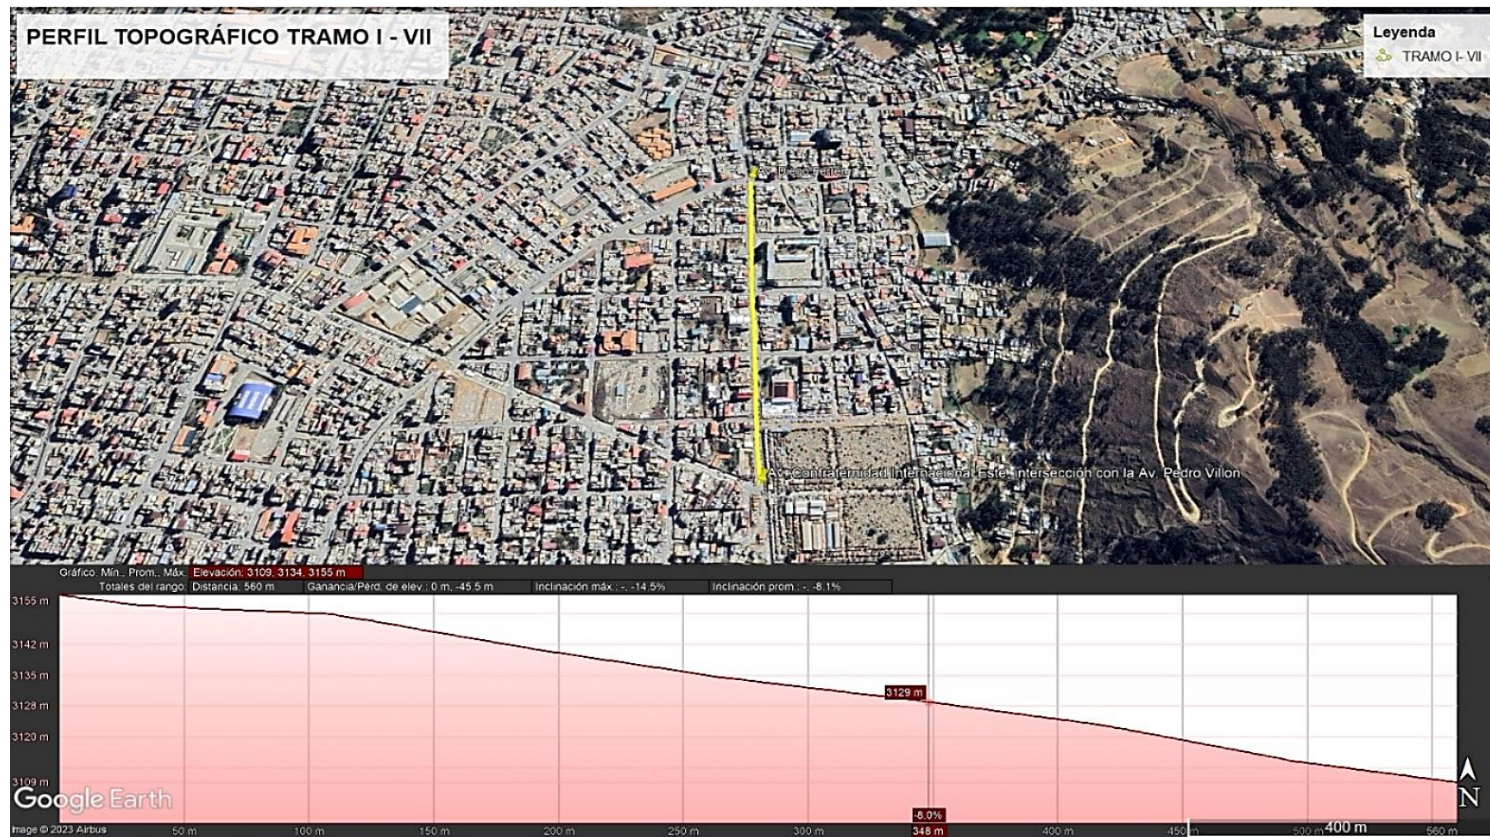 PERFIL TOPOGRÁFICO TRAMO I - VII
Leyenda
TRAMO I- VII
Av. Diego Ferrer
Av. Confraternidad Internacional Este, intersección con la Av. Pedro Villon
Gráfico: Mín., Prom., Máx. Elevación: 3109, 3134, 3155 m
Totales del rango: Distancia: 560 m Ganancia/Pérd. de elev.: 0 m, -45.5 m Inclinación máx.: -, -14.5% Inclinación prom.: -, -8.1%
3155 m
3142 m
3135 m
3129 m
3128 m
3120 m
3109 m
Google Earth
N
-8.0%
Image © 2023 Airbus
50 m 100 m 150 m 200 m 250 m 300 m 348 m 400 m 450 m 500 m 400 m 560 m